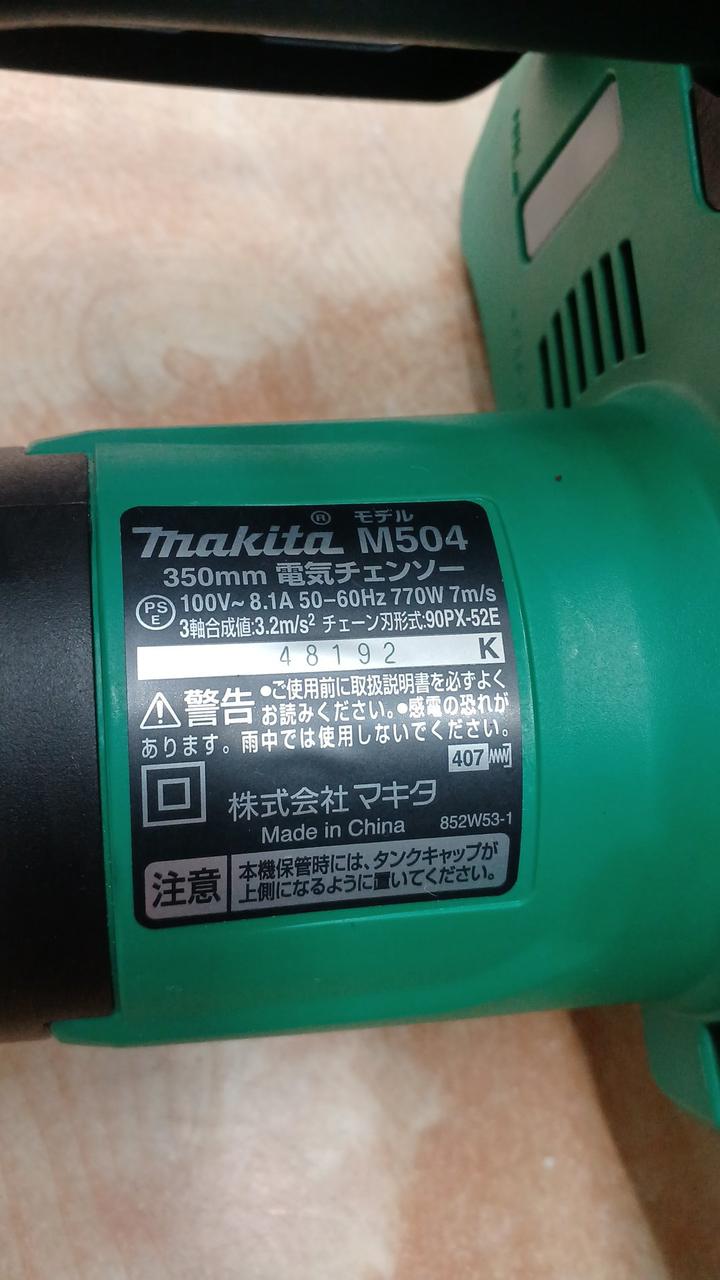 makita® モデル M504
350mm 電気チェンソー
PSE 100V~ 8.1A 50-60Hz 770W 7m/s
3軸合成値:3.2m/s² チェーン刃形式:90PX-52E
48192 K
警告 •ご使用前に取扱説明書を必ずよく
お読みください。•感電の恐れが
あります。雨中では使用しないでください。
407
株式会社マキタ
Made in China 852W53-1
注意 本機保管時には、タンクキャップが
上側になるように置いてください。